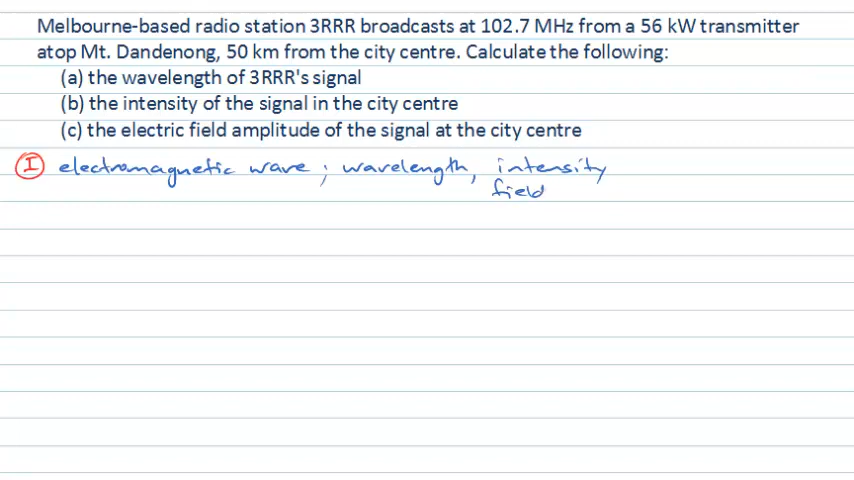 Melbourne-based radio station 3RRR broadcasts at 102.7 MHz from a 56 kW transmitter
atop Mt. Dandenong, 50 km from the city centre. Calculate the following:
(a) the wavelength of 3RRR's signal
(b) the intensity of the signal in the city centre
(c) the electric field amplitude of the signal at the city centre
I electromagnetic wave ; wavelength, intensity
field